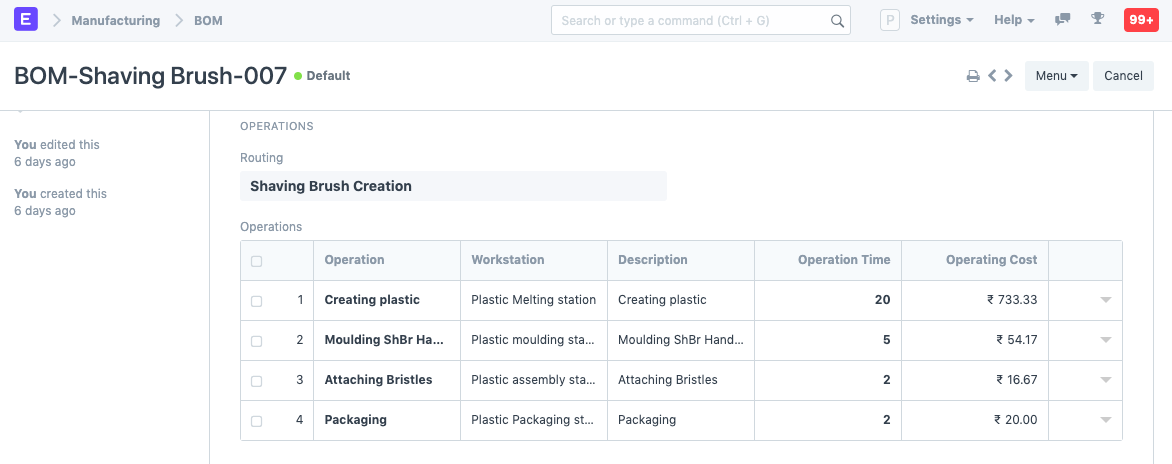 E Manufacturing BOM Search or type a command (Ctrl + G) P Settings Help 99+
BOM-Shaving Brush-007 Default Menu Cancel
You edited this
6 days ago
You created this
6 days ago
OPERATIONS
Routing
Shaving Brush Creation
Operations
Operation Workstation Description Operation Time Operating Cost
1 Creating plastic Plastic Melting station Creating plastic 20 ₹ 733.33
2 Moulding ShBr Ha... Plastic moulding sta... Moulding ShBr Hand... 5 ₹ 54.17
3 Attaching Bristles Plastic assembly sta... Attaching Bristles 2 ₹ 16.67
4 Packaging Plastic Packaging st... Packaging 2 ₹ 20.00